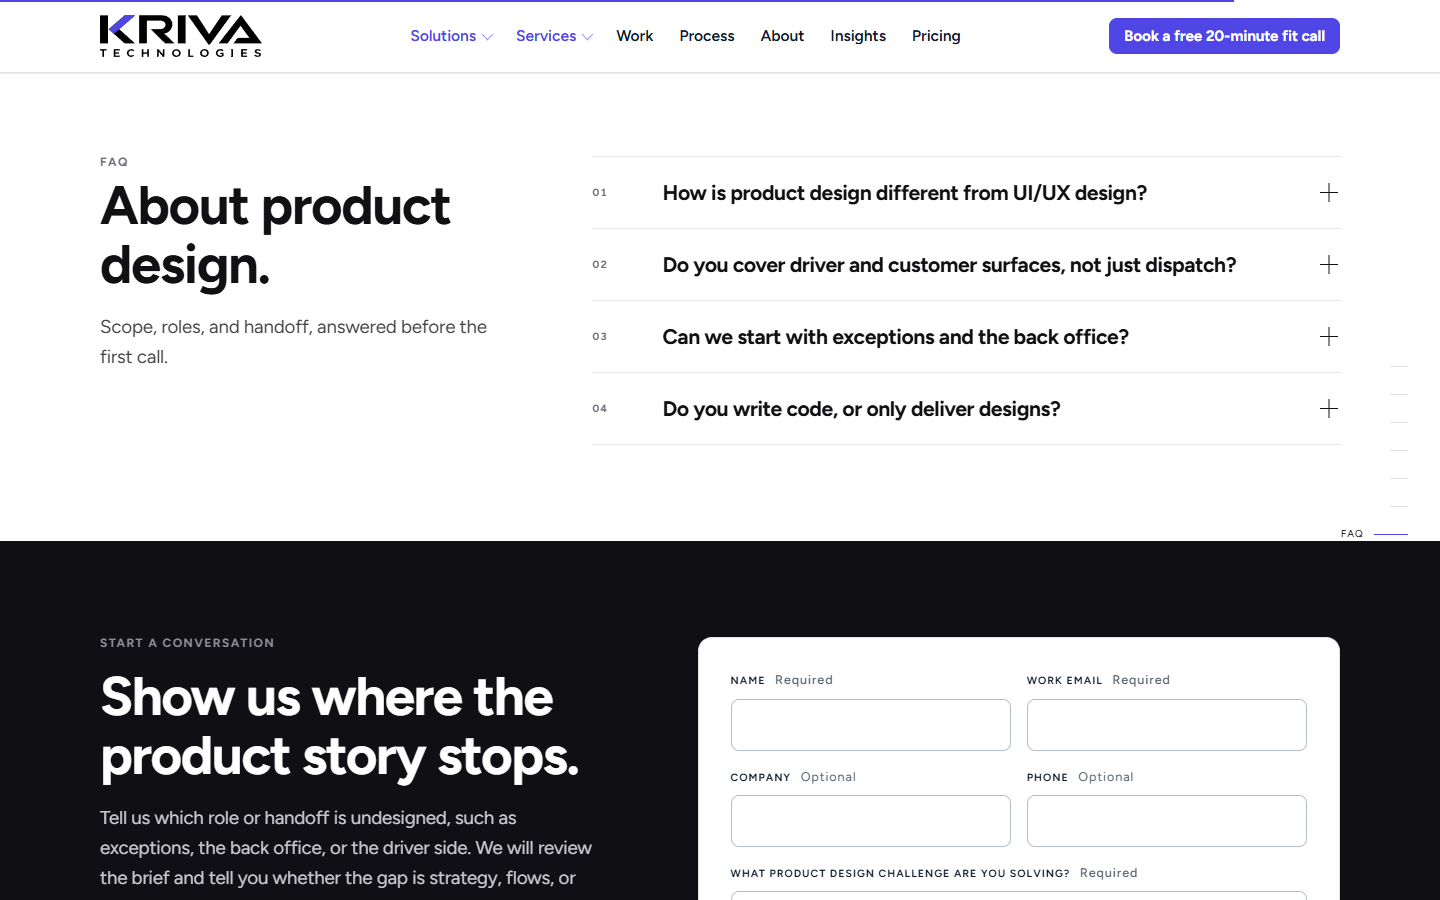 KRIVA
TECHNOLOGIES
Solutions
Services
Work
Process
About
Insights
Pricing
Book a free 20-minute fit call
FAQ
About product
design.
Scope, roles, and handoff, answered before the
first call.
01 How is product design different from UI/UX design?
02 Do you cover driver and customer surfaces, not just dispatch?
03 Can we start with exceptions and the back office?
04 Do you write code, or only deliver designs?
FAQ
START A CONVERSATION
Show us where the
product story stops.
Tell us which role or handoff is undesigned, such as
exceptions, the back office, or the driver side. We will review
the brief and tell you whether the gap is strategy, flows, or
NAME Required
WORK EMAIL Required
COMPANY Optional
PHONE Optional
WHAT PRODUCT DESIGN CHALLENGE ARE YOU SOLVING? Required